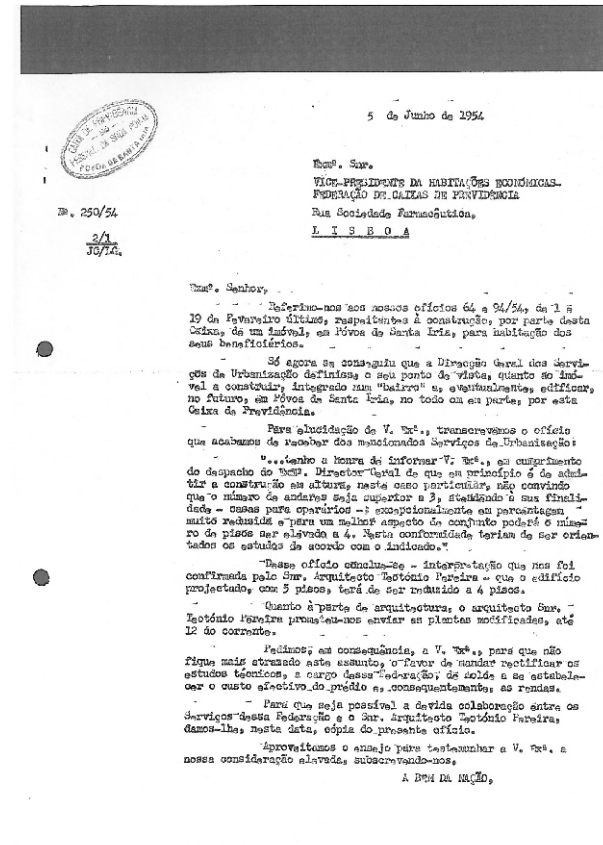 5 de Junho de 1954
CAIXA DE PREVIDENCIA
DO
PESSOAL DA
POVOA DE SANTA IRIA
Exmº. Snr.
VICE-PRESIDENTE DA HABITAÇÕES ECONÓMICAS-
FEDERAÇÃO DE CAIXAS DE PREVIDÊNCIA
Rua Sociedade Farmacêutica,
L I S B O A
Nº. 250/54
2/1
JG/LG.
Exmº. Senhor,
Referimo-nos aos nossos ofícios 64 e 94/54, de 1 e
19 de Fevereiro último, respeitantes à construção, por parte desta
Caixa, de um imóvel, em Póvoa de Santa Iria, para habitação dos
seus beneficiários.
Só agora se conseguiu que a Direcção Geral dos Servi-
ços de Urbanização definisse o seu ponto de vista, quanto ao imó-
vel a construir, integrado num "bairro" a, eventualmente, edificar,
no futuro, em Póvoa de Santa Iria, no todo ou em parte, por esta
Caixa de Previdência.
Para elucidação de V. Exª., transcrevemos o ofício
que acabamos de receber dos mencionados Serviços de Urbanização:
"...tenho a honra de informar V. Exª., em cumprimento
do despacho do Exmº. Director Geral de que em princípio é de admi-
tir a construção em altura, neste caso particular, não convindo
que o número de andares seja superior a 3, atendendo à sua finali-
dade - casas para operários -; excepcionalmente em percentagem
muito reduzida e para um melhor aspecto de conjunto poderá o núme-
ro de pisos ser elevado a 4. Nesta conformidade teriam de ser orien-
tados os estudos de acordo com o indicado."
Desse ofício conclue-se - interpretação que nos foi
confirmada pelo Snr. Arquitecto Teotónio Pereira - que o edifício
projectado, com 5 pisos, terá de ser reduzido a 4 pisos.
Quanto à parte de arquitectura, o arquitecto Snr.
Teotónio Pereira prometeu-nos enviar as plantas modificadas, até
12 do corrente.
Pedimos, em consequência, a V. Exª., para que não
fique mais atrazado este assunto, o favor de mandar rectificar os
estudos técnicos, a cargo dessa Federação, de molde a se estabele-
cer o custo efectivo do prédio e, consequentemente, as rendas.
Para que seja possível a devida colaboração entre os
Serviços dessa Federação e o Snr. Arquitecto Teotónio Pereira,
damos-lhe, nesta data, cópia do presente ofício.
Aproveitamos o ensejo para testemunhar a V. Exª. a
nossa consideração elevada, subscrevendo-nos,
A BEM DA NAÇÃO,